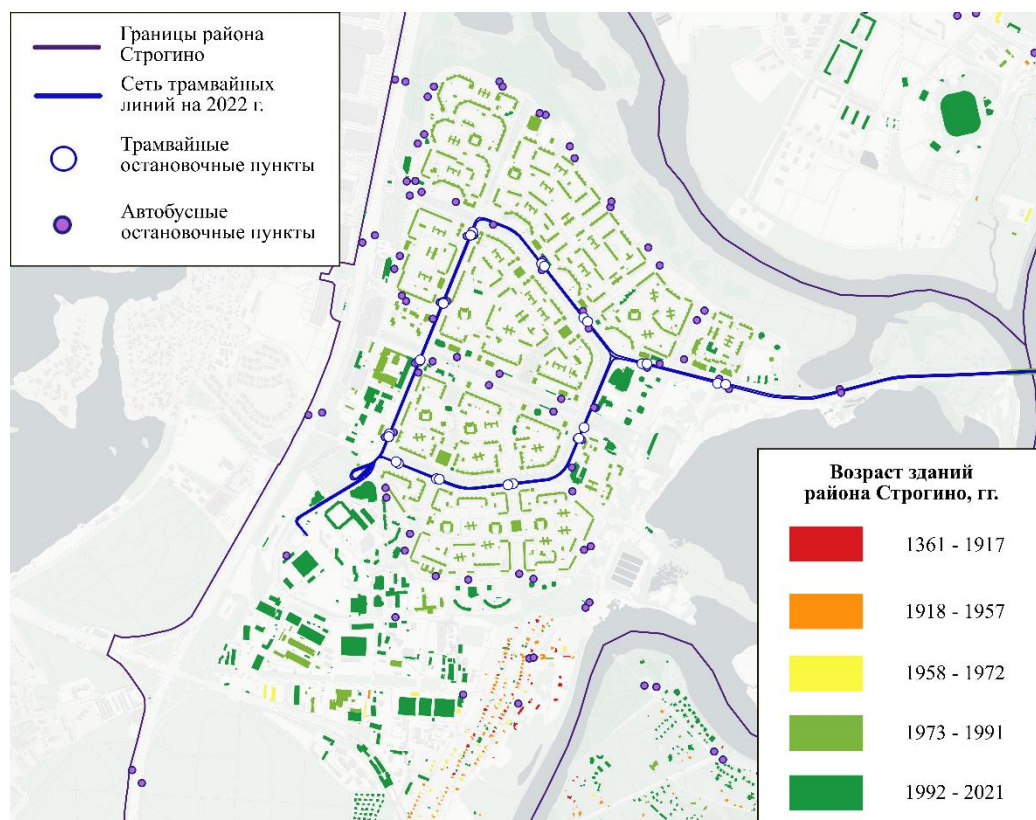 Границы района
Строгино
Сеть трамвайных
линий на 2022 г.
Трамвайные
остановочные пункты
Автобусные
остановочные пункты
Возраст зданий
района Строгино, гг.
1361 - 1917
1918 - 1957
1958 - 1972
1973 - 1991
1992 - 2021